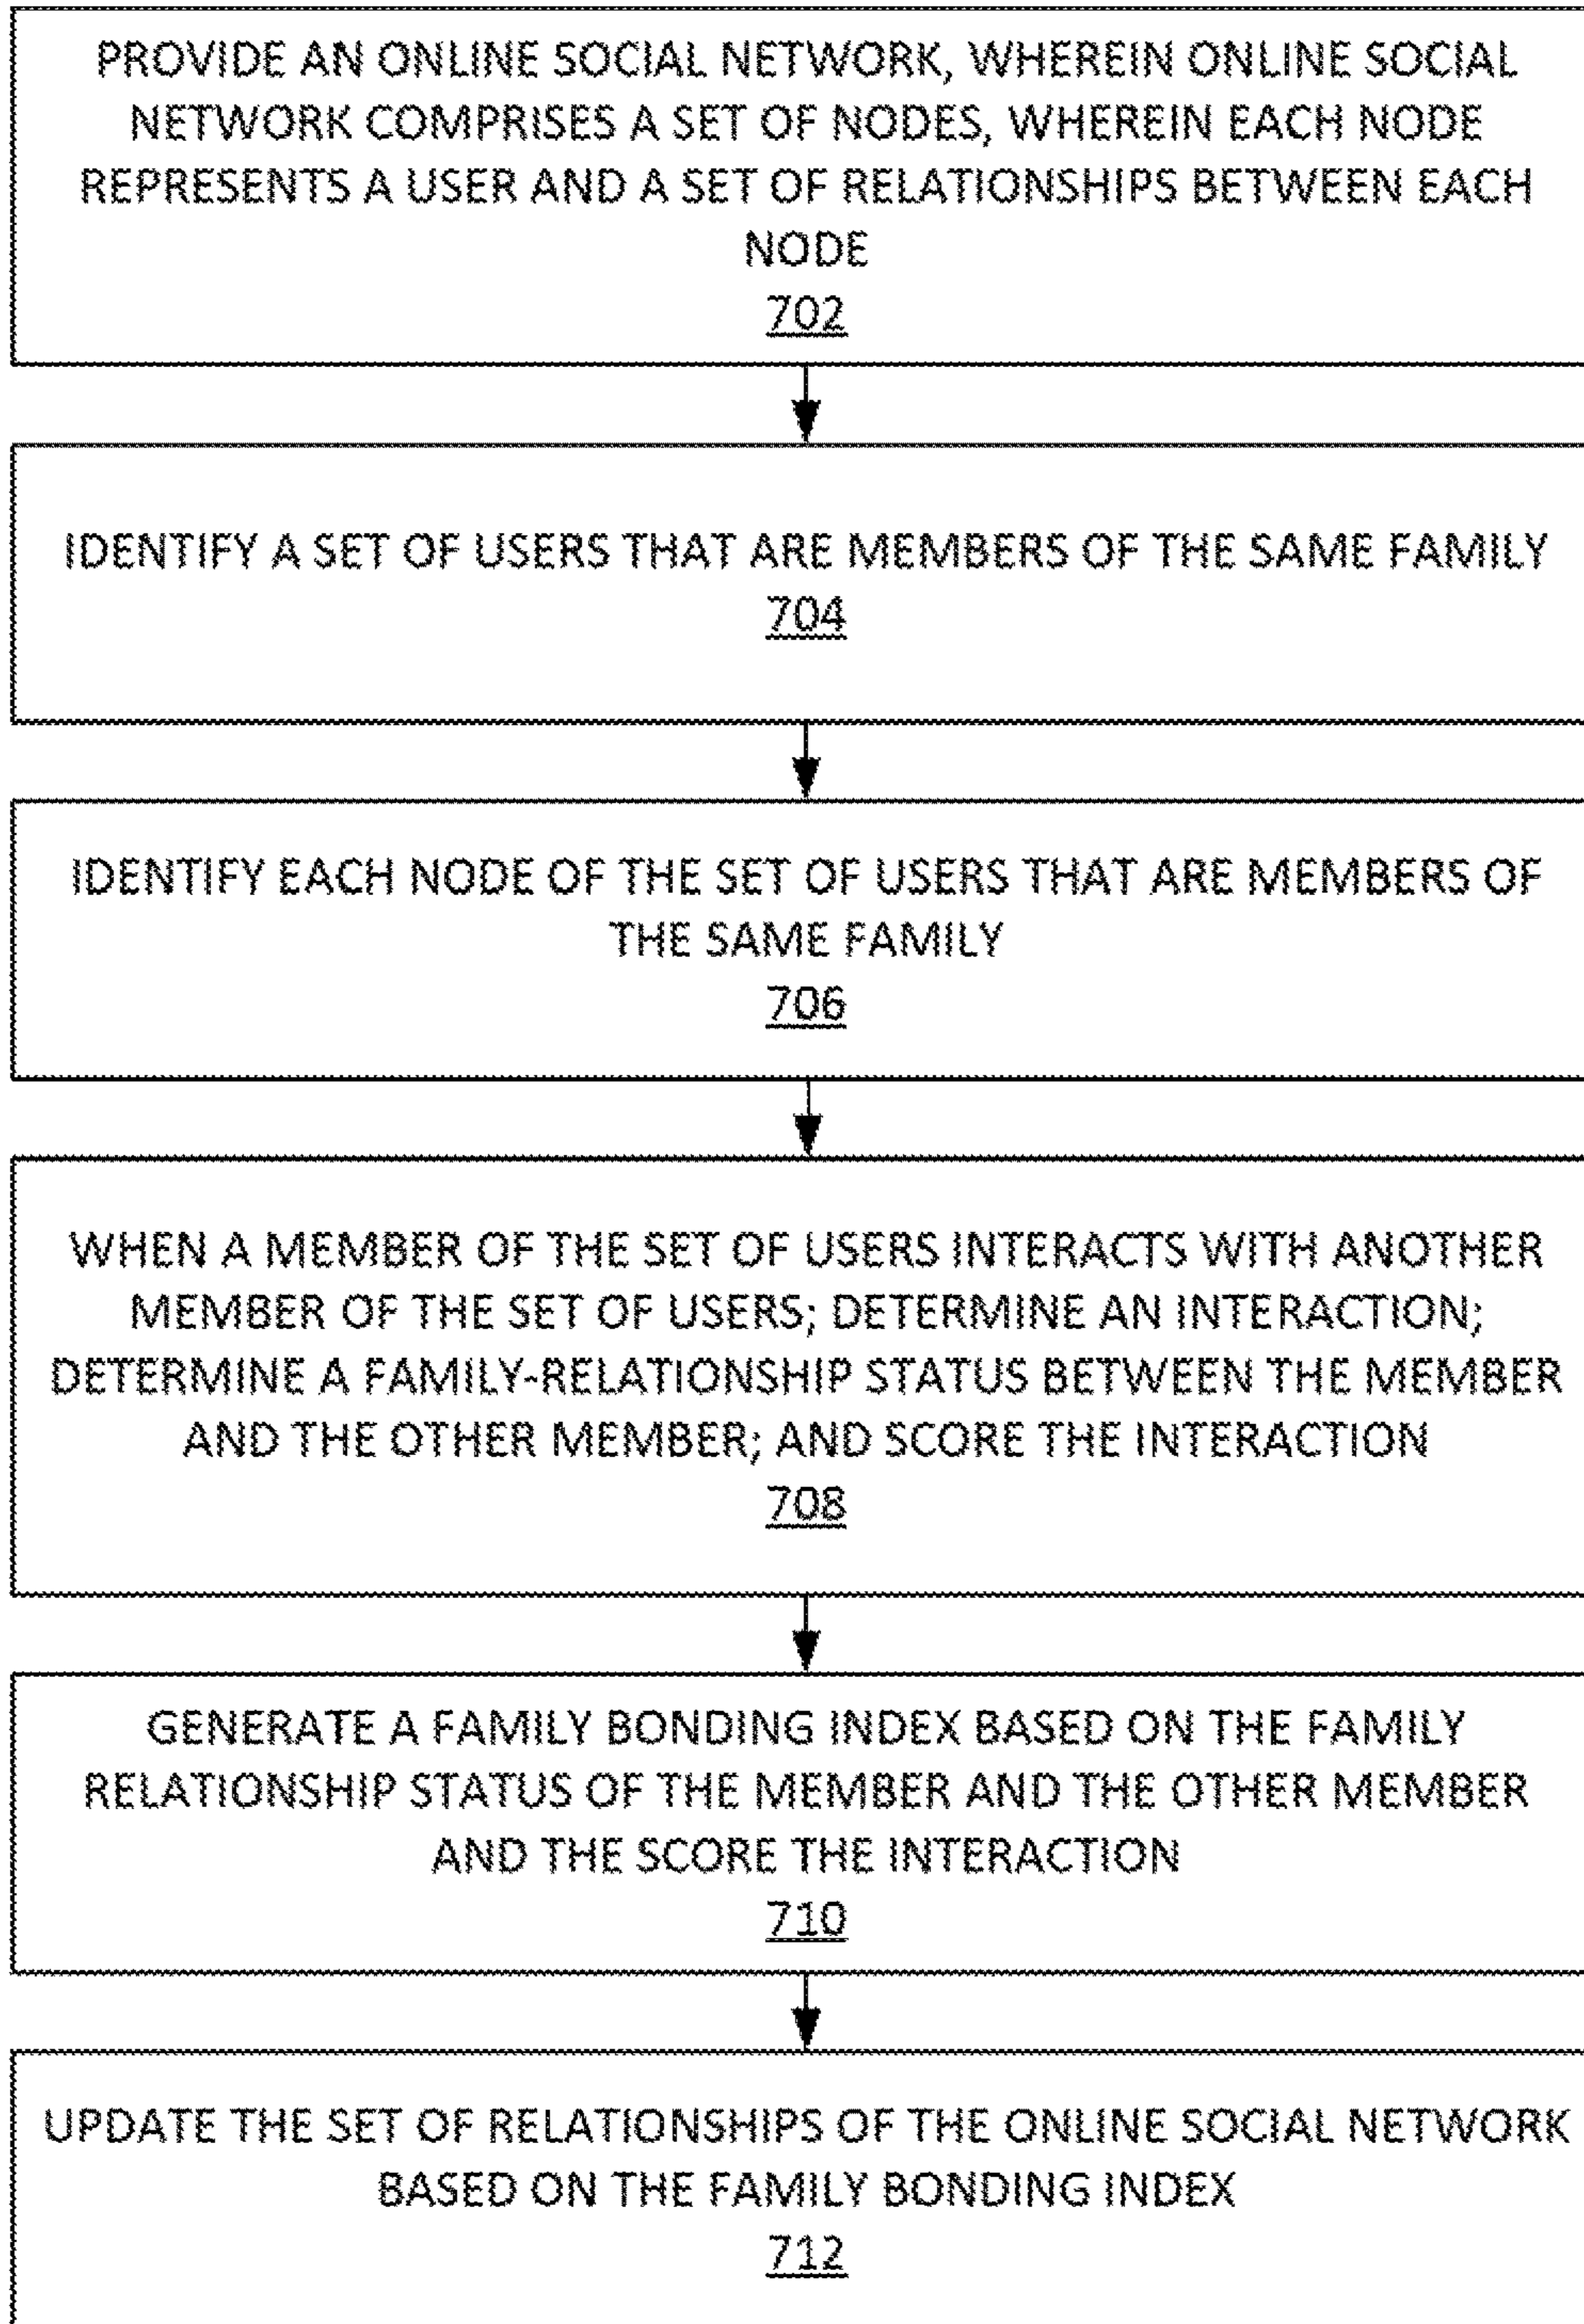 PROVIDE AN ONLINE SOCIAL NETWORK, WHEREIN ONLINE SOCIAL
NETWORK COMPRISES A SET OF NODES, WHEREIN EACH NODE
REPRESENTS A USER AND A SET OF RELATIONSHIPS BETWEEN EACH
NODE
702
IDENTIFY A SET OF USERS THAT ARE MEMBERS OF THE SAME FAMILY
704
IDENTIFY EACH NODE OF THE SET OF USERS THAT ARE MEMBERS OF
THE SAME FAMILY
706
WHEN A MEMBER OF THE SET OF USERS INTERACTS WITH ANOTHER
MEMBER OF THE SET OF USERS; DETERMINE AN INTERACTION;
DETERMINE A FAMILY-RELATIONSHIP STATUS BETWEEN THE MEMBER
AND THE OTHER MEMBER; AND SCORE THE INTERACTION
708
GENERATE A FAMILY BONDING INDEX BASED ON THE FAMILY
RELATIONSHIP STATUS OF THE MEMBER AND THE OTHER MEMBER
AND THE SCORE THE INTERACTION
710
UPDATE THE SET OF RELATIONSHIPS OF THE ONLINE SOCIAL NETWORK
BASED ON THE FAMILY BONDING INDEX
712